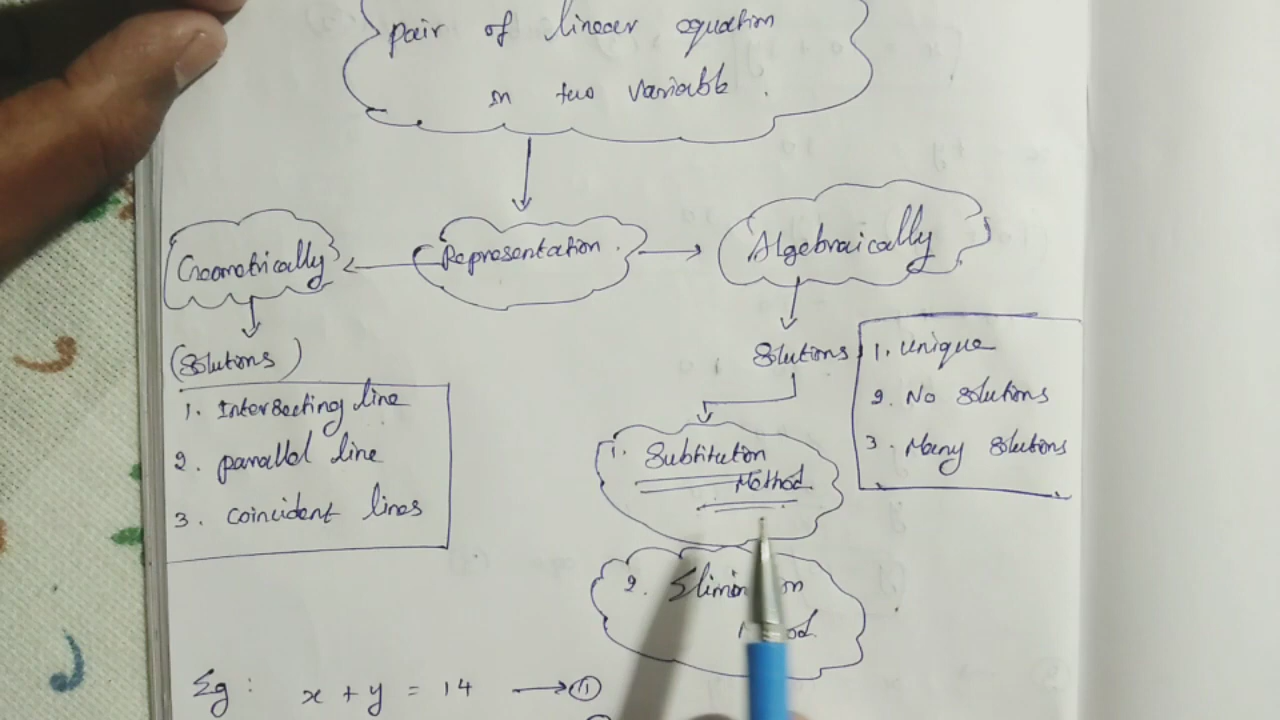 pair of linear equation
in two variable.
Geometrically
Representation.
Algebraically
(Solutions)
1. Intersecting line
2. parallel line
3. coincident lines
Solutions
1. Unique
2. No Solutions
3. Many Solutions
1. Subtitution
Method
2.
Eg : x + y = 14 → (1)